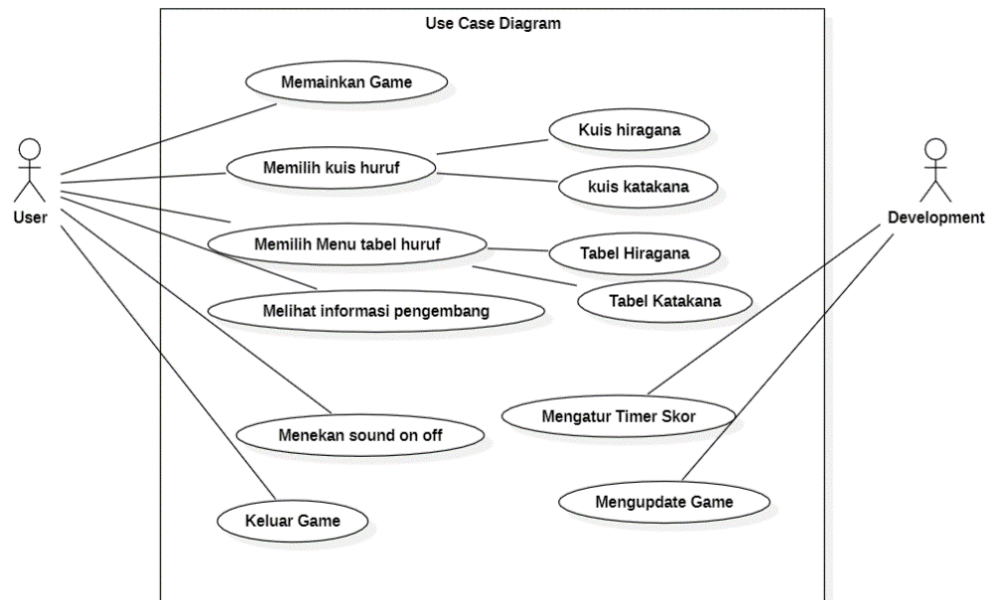 Use Case Diagram
Memainkan Game
Kuis hiragana
Memilih kuis huruf
kuis katakana
User
Development
Memilih Menu tabel huruf
Tabel Hiragana
Tabel Katakana
Melihat informasi pengembang
Mengatur Timer Skor
Menekan sound on off
Mengupdate Game
Keluar Game